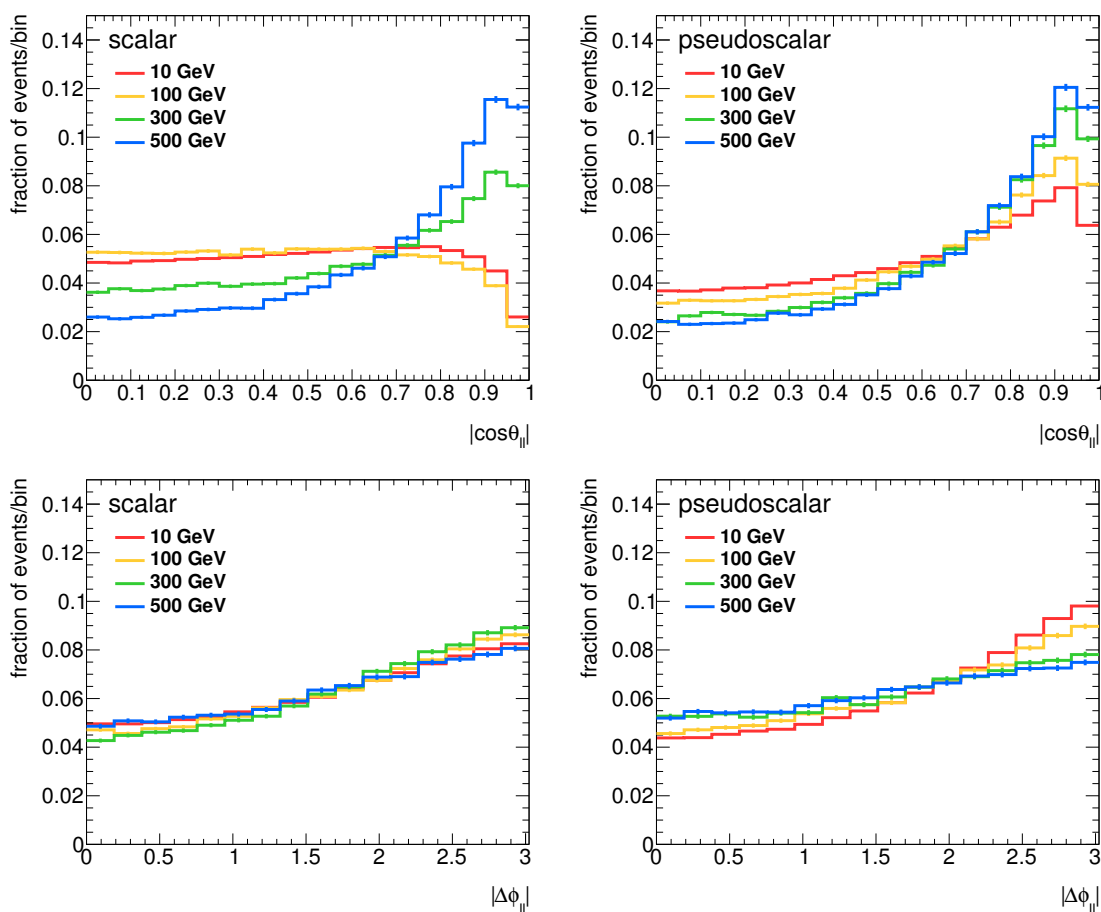 fraction of events/bin
scalar
10 GeV
100 GeV
300 GeV
500 GeV
0.14
0.12
0.1
0.08
0.06
0.04
0.02
0
0 0.1 0.2 0.3 0.4 0.5 0.6 0.7 0.8 0.9 1
|cosθ_ll|
fraction of events/bin
pseudoscalar
10 GeV
100 GeV
300 GeV
500 GeV
0.14
0.12
0.1
0.08
0.06
0.04
0.02
0
0 0.1 0.2 0.3 0.4 0.5 0.6 0.7 0.8 0.9 1
|cosθ_ll|
fraction of events/bin
scalar
10 GeV
100 GeV
300 GeV
500 GeV
0.14
0.12
0.1
0.08
0.06
0.04
0.02
0
0 0.5 1 1.5 2 2.5 3
|Δϕ_ll|
fraction of events/bin
pseudoscalar
10 GeV
100 GeV
300 GeV
500 GeV
0.14
0.12
0.1
0.08
0.06
0.04
0.02
0
0 0.5 1 1.5 2 2.5 3
|Δϕ_ll|